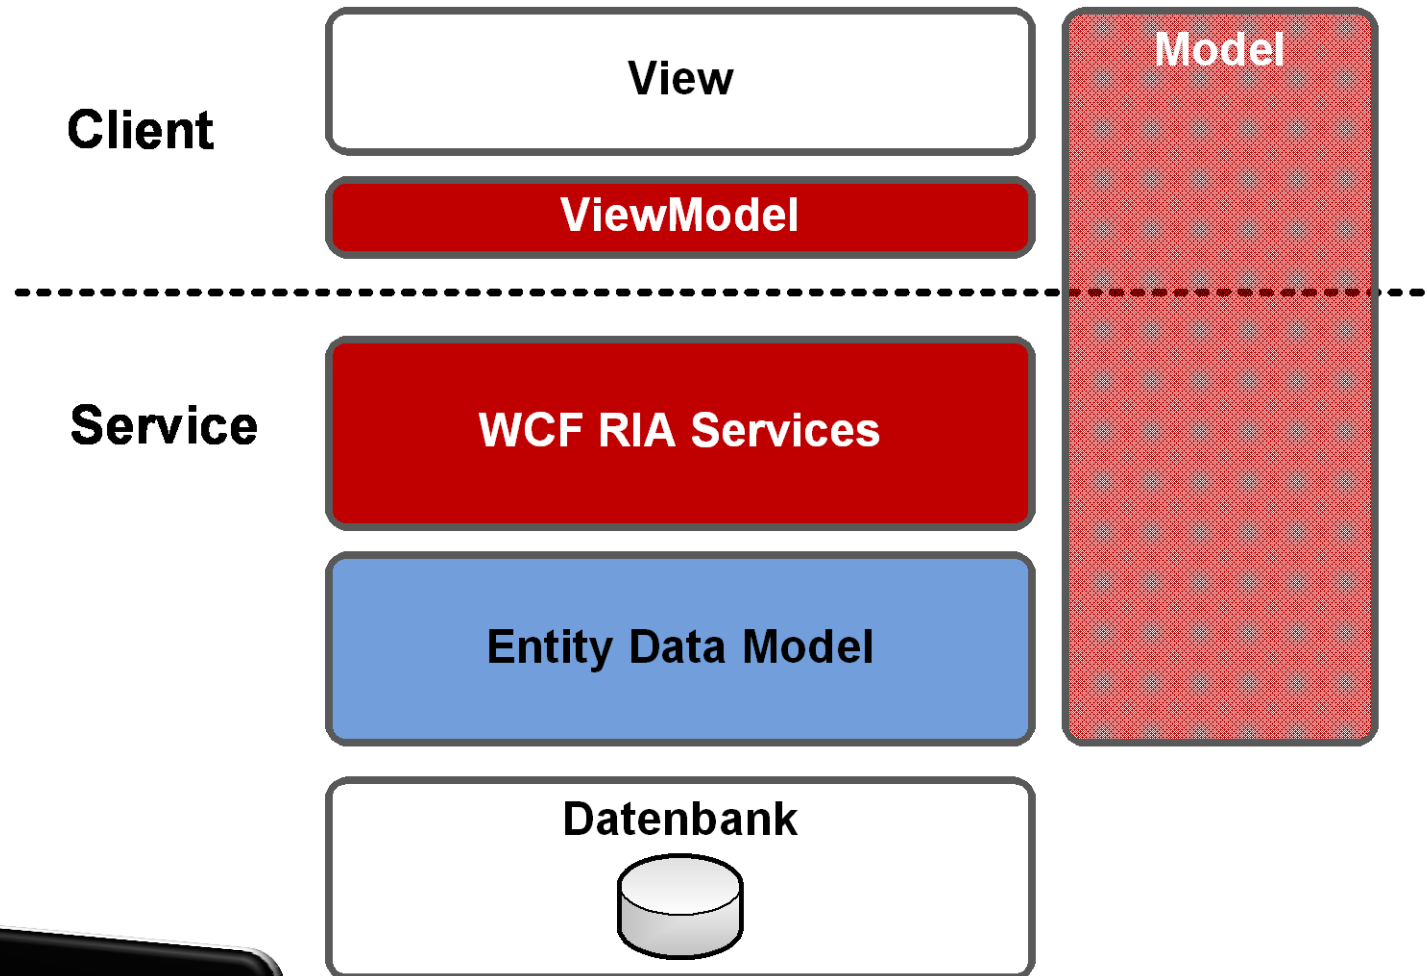 View
Model
Client
ViewModel
Service
WCF RIA Services
Entity Data Model
Datenbank